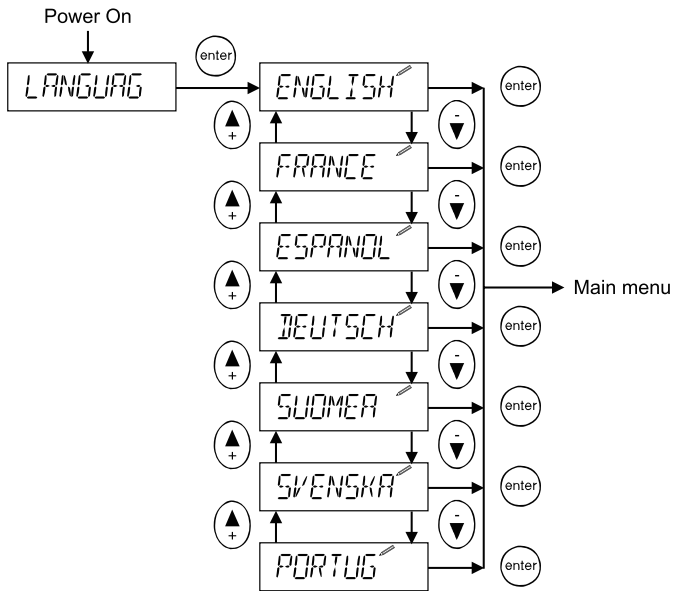 Power On
LANGUAG
enter
ENGLISH
enter
+
-
FRANCE
enter
+
-
ESPANOL
enter
+
-
Main menu
DEUTSCH
enter
+
-
SUOMEA
enter
+
-
SVENSKA
enter
+
-
PORTUG
enter